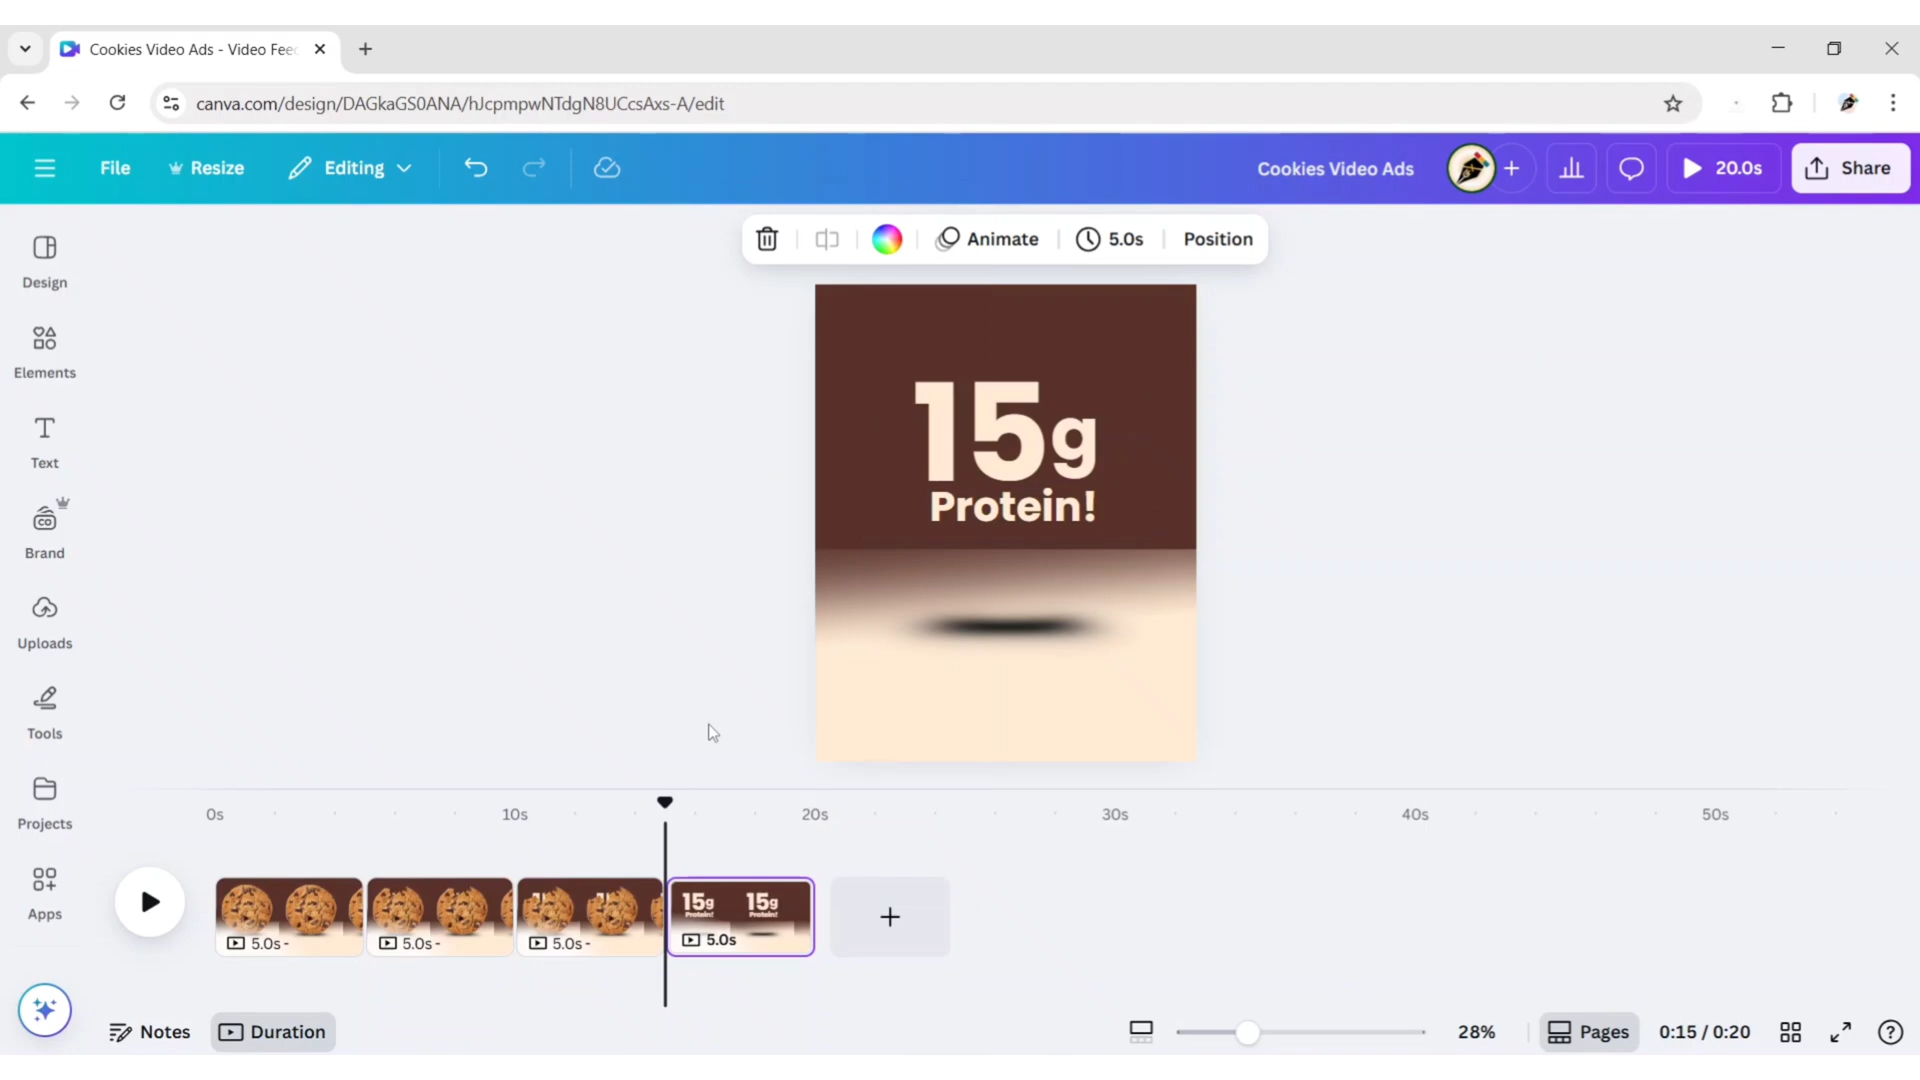 Cookies Video Ads - Video Fee
canva.com/design/DAGkaGS0ANA/hJcpmpwNTdgN8UCcsAxs-A/edit
File
Resize
Editing
Cookies Video Ads
20.0s
Share
Animate
5.0s
Position
Design
Elements
Text
Brand
Uploads
Tools
Projects
Apps
15g
Protein!
0s
10s
20s
30s
40s
50s
5.0s -
5.0s -
5.0s -
15g
Protein!
15g
Protein!
5.0s
Notes
Duration
28%
Pages
0:15 / 0:20